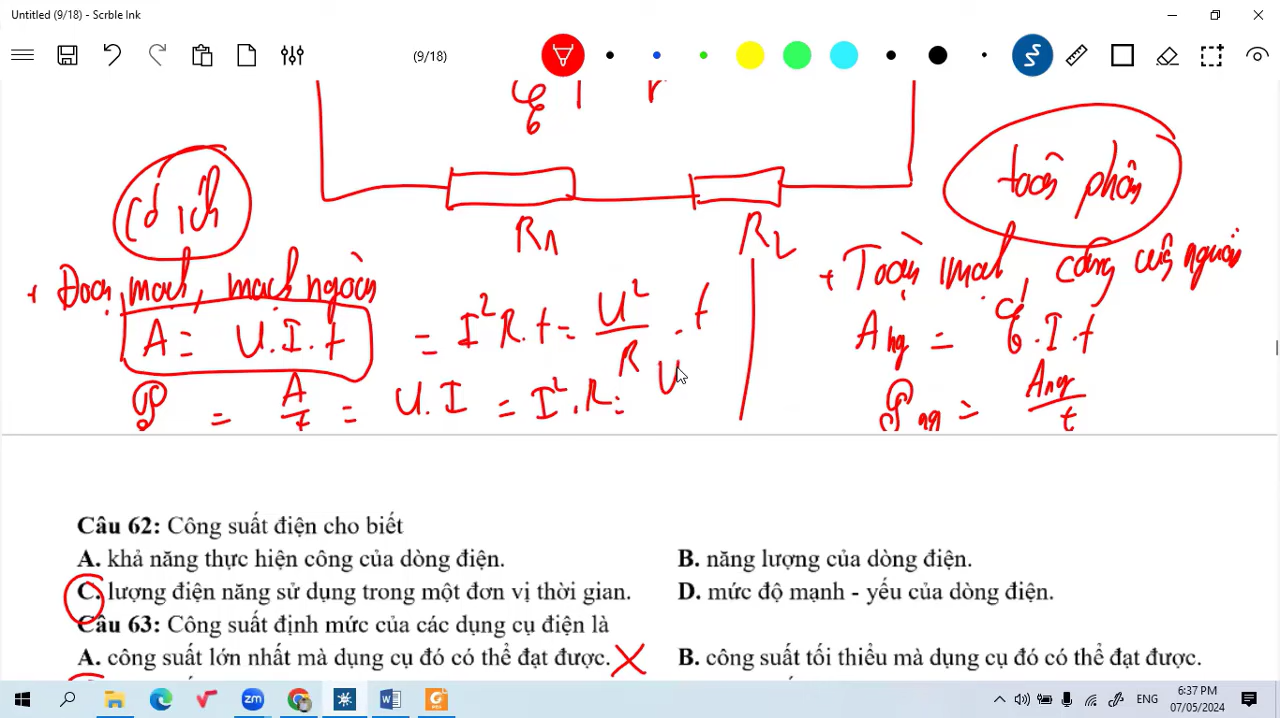 Untitled (9/18) - Scrble Ink
(9/18)
ξ , r
R1
R2
Có ích
toàn phần
+ Đoạn mạch, mạch ngoài
A = U.I.t = I²R.t = U²/R . t
P = A/t = U.I = I².R = U
+ Toàn mạch, công của nguồn
Ang = ξ.I.t
Png = Ang/t
Câu 62: Công suất điện cho biết
A. khả năng thực hiện công của dòng điện.
B. năng lượng của dòng điện.
C. lượng điện năng sử dụng trong một đơn vị thời gian.
D. mức độ mạnh - yếu của dòng điện.
Câu 63: Công suất định mức của các dụng cụ điện là
A. công suất lớn nhất mà dụng cụ đó có thể đạt được.
B. công suất tối thiểu mà dụng cụ đó có thể đạt được.
zm
ENG
6:37 PM
07/05/2024